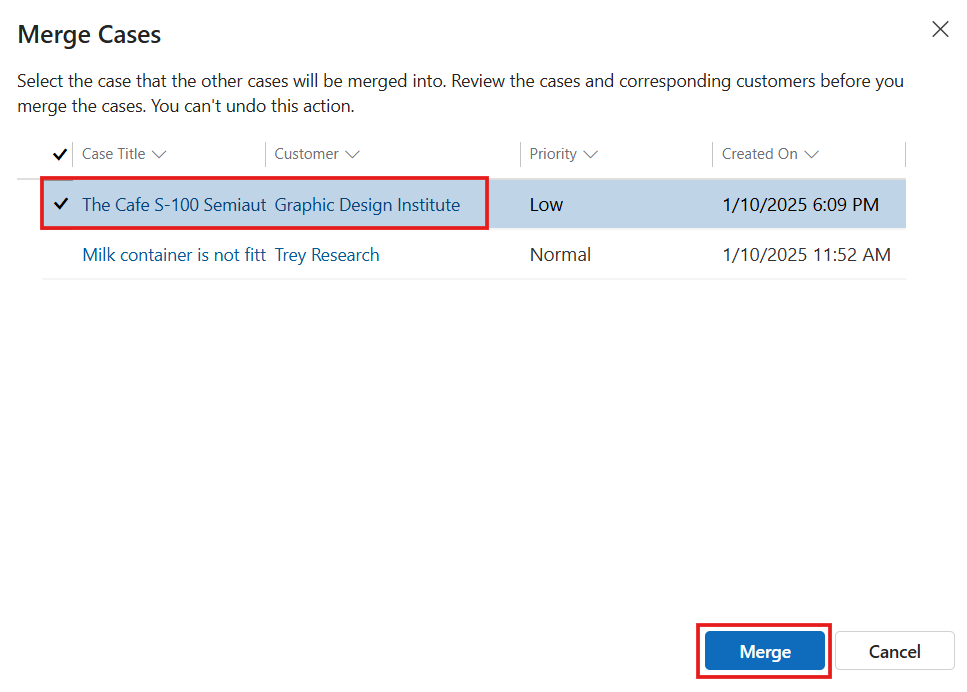 Merge Cases
Select the case that the other cases will be merged into. Review the cases and corresponding customers before you
merge the cases. You can't undo this action.
Case Title Customer Priority Created On
The Cafe S-100 Semiaut Graphic Design Institute Low 1/10/2025 6:09 PM
Milk container is not fitt Trey Research Normal 1/10/2025 11:52 AM
Merge Cancel